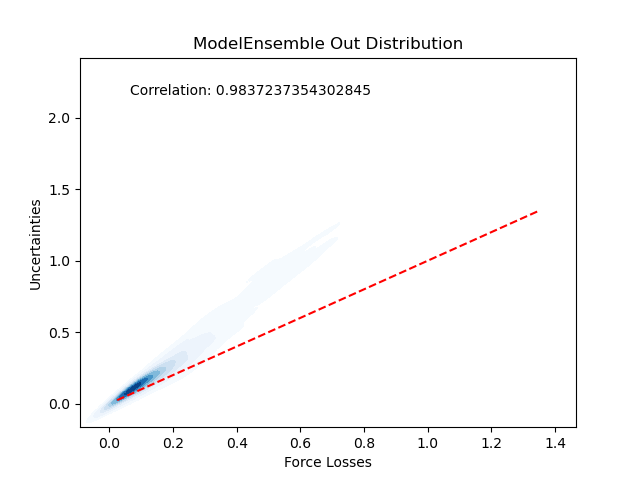 ModelEnsemble Out Distribution
Correlation: 0.9837237354302845
Uncertainties
2.0
1.5
1.0
0.5
0.0
0.0 0.2 0.4 0.6 0.8 1.0 1.2 1.4
Force Losses